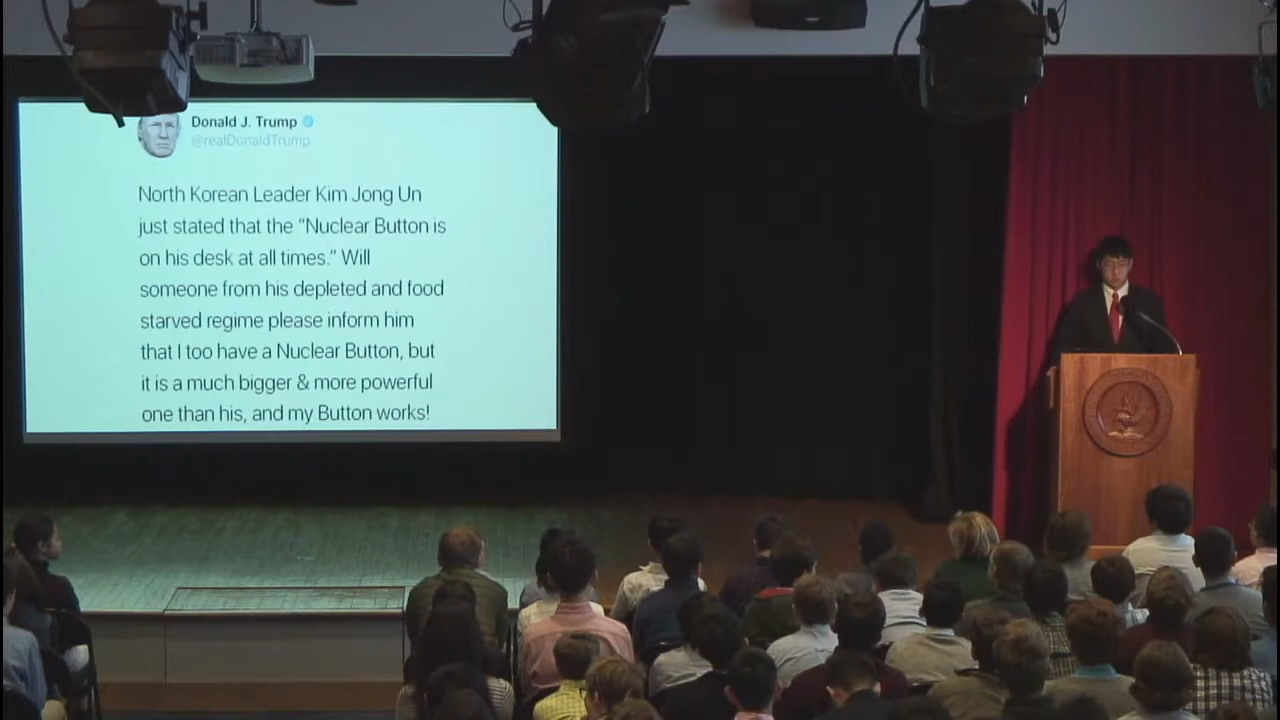 Donald J. Trump
@realDonaldTrump
North Korean Leader Kim Jong Un
just stated that the “Nuclear Button is
on his desk at all times.” Will
someone from his depleted and food
starved regime please inform him
that I too have a Nuclear Button, but
it is a much bigger & more powerful
one than his, and my Button works!